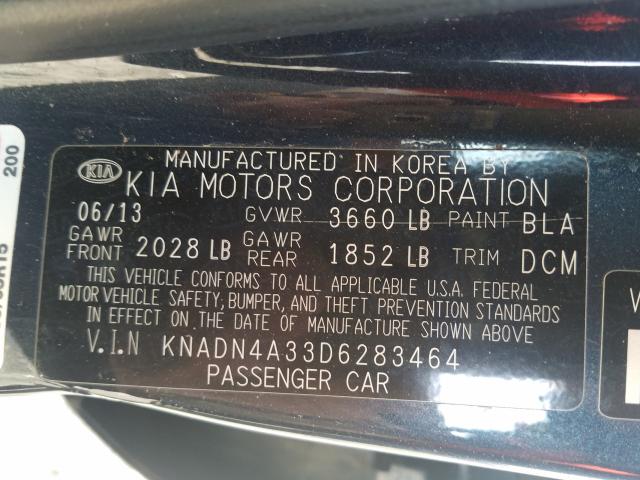 MANUFACTURED IN KOREA BY
KIA KIA MOTORS CORPORATION
06/13 GVWR 3660 LB PAINT BLA
GAWR FRONT 2028 LB GAWR REAR 1852 LB TRIM DCM
THIS VEHICLE CONFORMS TO ALL APPLICABLE U.S.A. FEDERAL
MOTOR VEHICLE SAFETY, BUMPER, AND THEFT PREVENTION STANDARDS
IN EFFECT ON THE DATE OF MANUFACTURE SHOWN ABOVE
V.I.N KNADN4A33D6283464
PASSENGER CAR
200
V